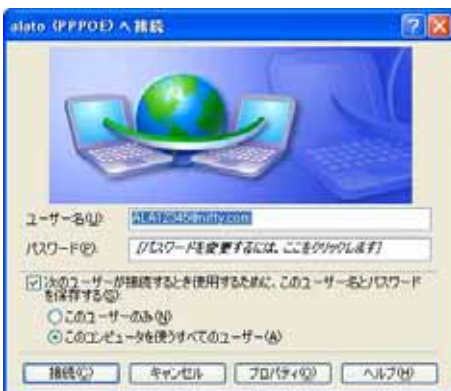 alato (PPPOE) へ接続
ユーザー名(U)
ALA12345@nifty.com
パスワード(P)
[パスワードを変更するには、ここをクリックします]
次のユーザーが接続するとき使用するために、このユーザー名とパスワード
を保存する(S)
このユーザーのみ(N)
このコンピュータを使うすべてのユーザー(A)
接続(C)
キャンセル
プロパティ(O)
ヘルプ(H)